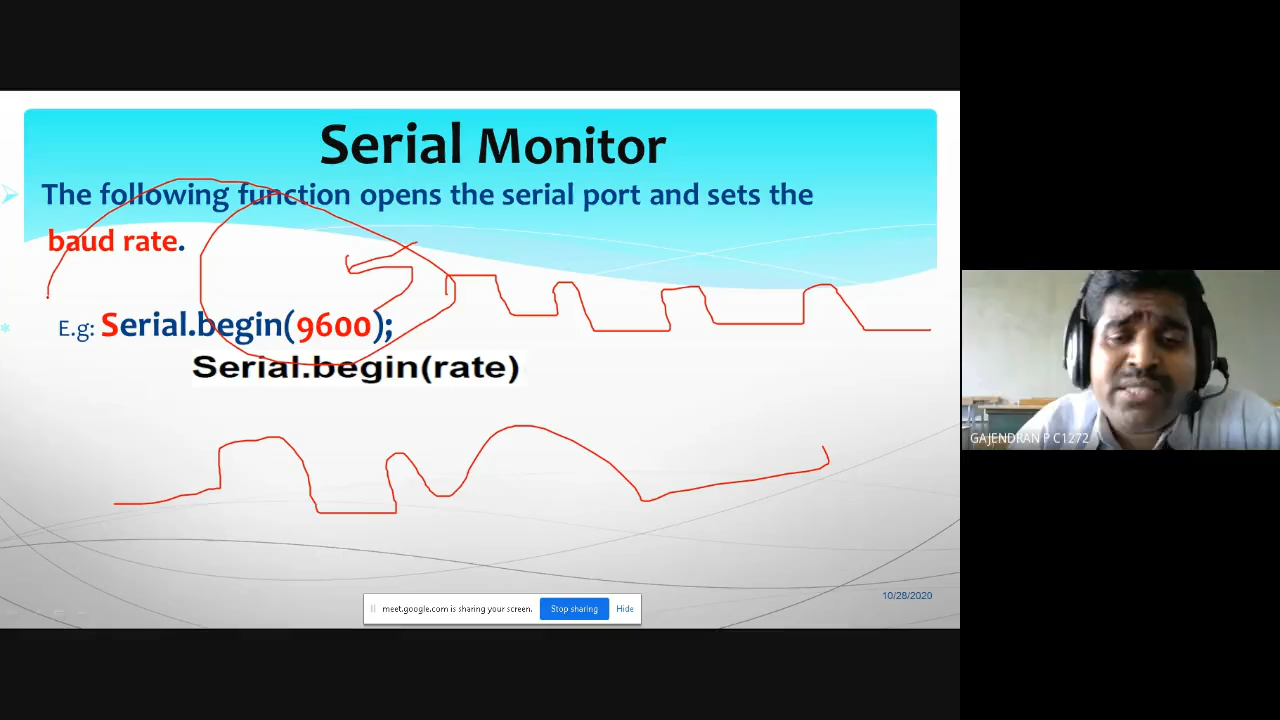 Serial Monitor
The following function opens the serial port and sets the
baud rate.
E.g: Serial.begin(9600);
Serial.begin(rate)
GAJENDRAN P C1272
10/28/2020
meet.google.com is sharing your screen. Stop sharing Hide